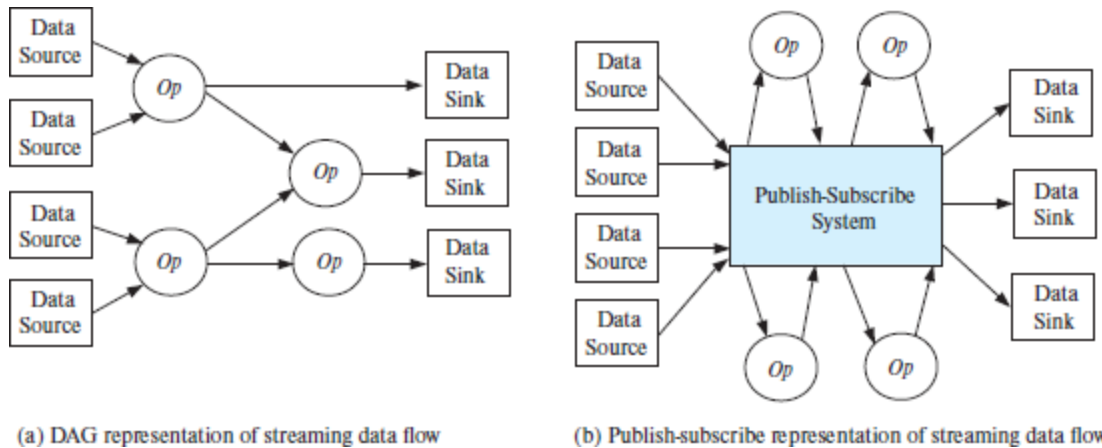 Data
Source
Op
Data
Sink
Data
Source
Data
Sink
Op
Data
Source
Op
Op
Data
Sink
Data
Source
(a) DAG representation of streaming data flow
Op
Op
Data
Source
Data
Sink
Data
Source
Publish-Subscribe
System
Data
Sink
Data
Source
Data
Sink
Data
Source
Op
Op
(b) Publish-subscribe representation of streaming data flow